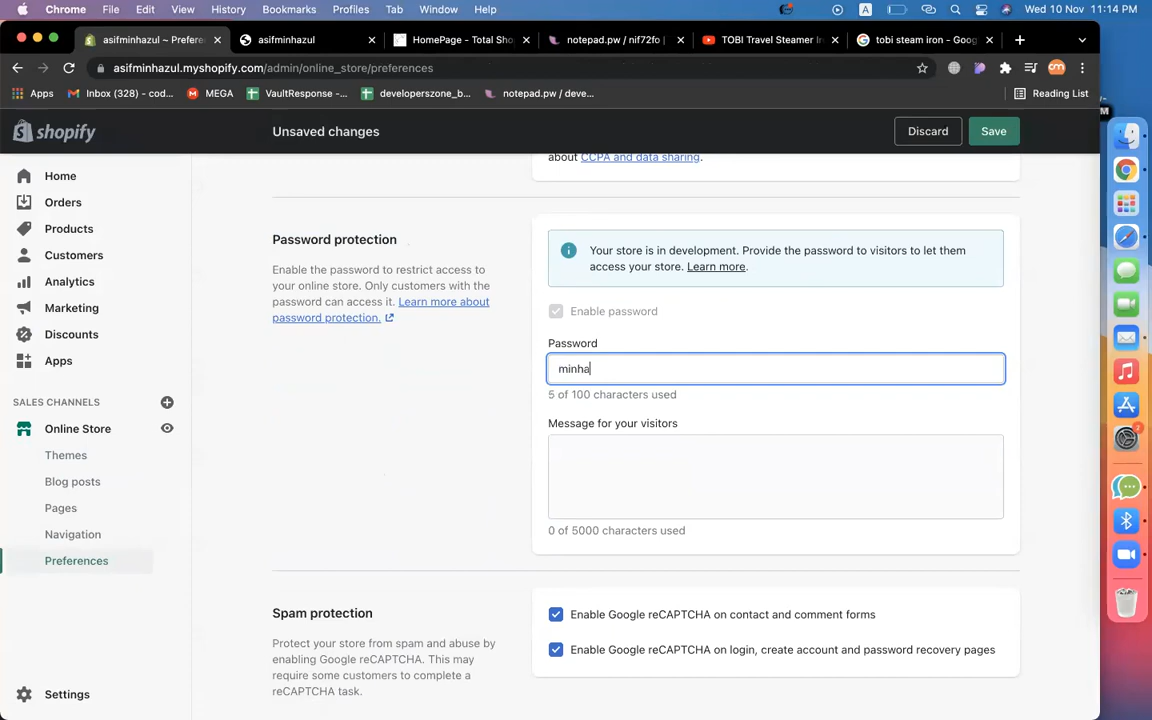 Chrome File Edit View History Bookmarks Profiles Tab Window Help A Wed 10 Nov 11:14 PM
asifminhazul ~ Prefere asifminhazul HomePage - Total Sho notepad.pw / nif72fo | TOBI Travel Steamer Ir tobi steam iron - Goog
asifminhazul.myshopify.com/admin/online_store/preferences
Apps Inbox (328) - cod... MEGA VaultResponse -... developerszone_b... notepad.pw / deve... Reading List
shopify Unsaved changes Discard Save
about CCPA and data sharing.
Home
Orders
Products
Customers
Analytics
Marketing
Discounts
Apps
SALES CHANNELS
Online Store
Themes
Blog posts
Pages
Navigation
Preferences
Settings
Password protection
Enable the password to restrict access to
your online store. Only customers with the
password can access it. Learn more about
password protection.
Your store is in development. Provide the password to visitors to let them
access your store. Learn more.
Enable password
Password
minha
5 of 100 characters used
Message for your visitors
0 of 5000 characters used
Spam protection
Protect your store from spam and abuse by
enabling Google reCAPTCHA. This may
require some customers to complete a
reCAPTCHA task.
Enable Google reCAPTCHA on contact and comment forms
Enable Google reCAPTCHA on login, create account and password recovery pages